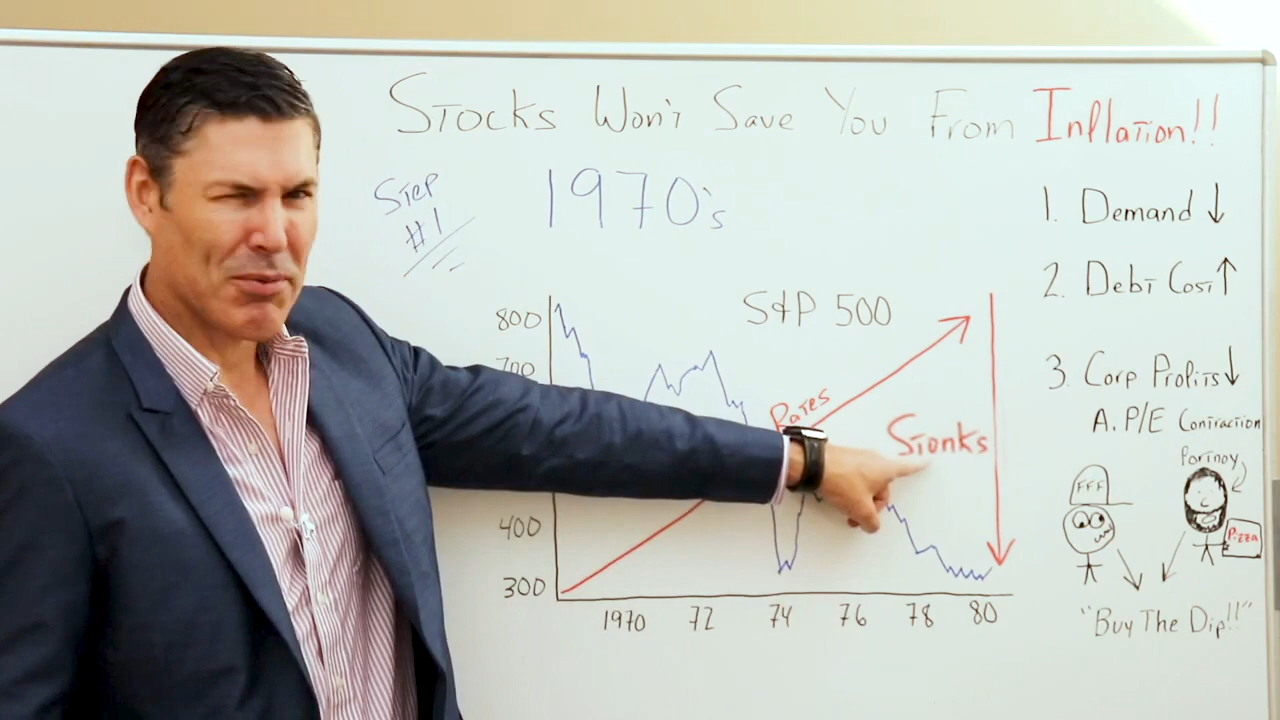 Stocks Won't Save You From Inflation!!
Step
#1
1970's
1. Demand ↓
2. Debt Cost ↑
3. Corp Profits ↓
A. P/E Contraction
S&P 500
800
700
400
300
Rates
Stonks
1970 72 74 76 78 80
Portnoy
FFF
Pizza
"Buy The Dip!!"